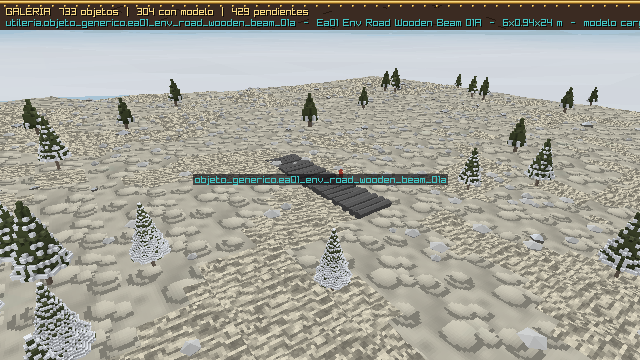 GALERIA 733 objetos | 304 con modelo | 429 pendientes
utileria.objeto_generico.ea01_env_road_wooden_beam_01a - Ea01 Env Road Wooden Beam 01A - 6x0.94x24 m - modelo car
objeto_generico.ea01_env_road_wooden_beam_01a